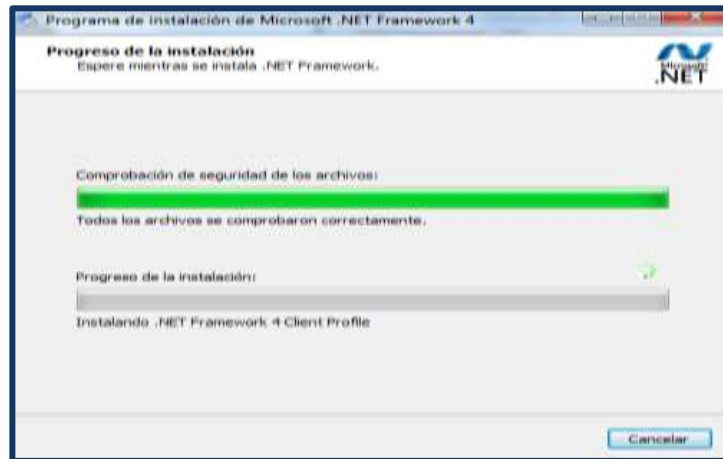 Programa de instalación de Microsoft .NET Framework 4
Progreso de la instalación
Espere mientras se instala .NET Framework.
Microsoft
.NET
Comprobación de seguridad de los archivos:
Todos los archivos se comprobaron correctamente.
Progreso de la instalación:
Instalando .NET Framework 4 Client Profile
Cancelar